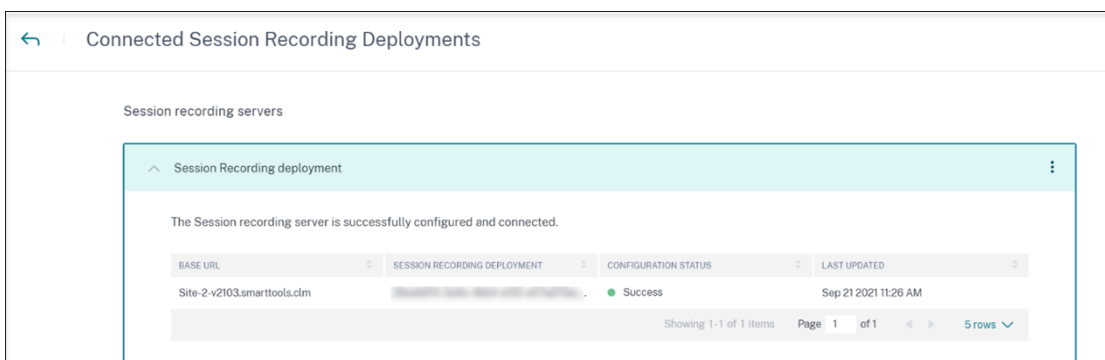 Connected Session Recording Deployments
Session recording servers
Session Recording deployment
The Session recording server is successfully configured and connected.
BASE URL SESSION RECORDING DEPLOYMENT CONFIGURATION STATUS LAST UPDATED
Site-2-v2103.smarttools.clm . Success Sep 21 2021 11:26 AM
Showing 1-1 of 1 items Page 1 of 1 5 rows